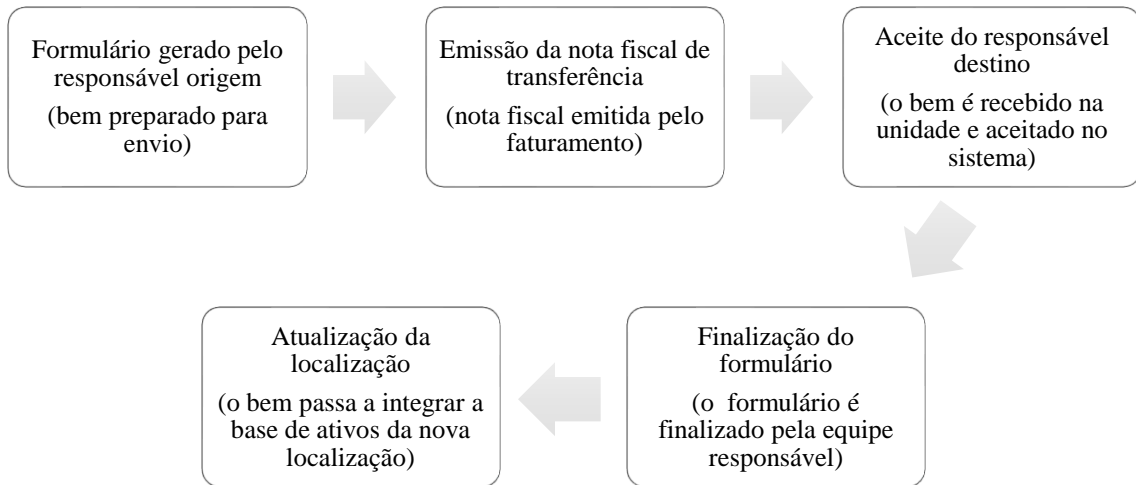 Formulário gerado pelo
responsável origem
(bem preparado para
envio)
Emissão da nota fiscal de
transferência
(nota fiscal emitida pelo
faturamento)
Aceite do responsável
destino
(o bem é recebido na
unidade e aceitado no
sistema)
Finalização do
formulário
(o formulário é
finalizado pela equipe
responsável)
Atualização da
localização
(o bem passa a integrar a
base de ativos da nova
localização)